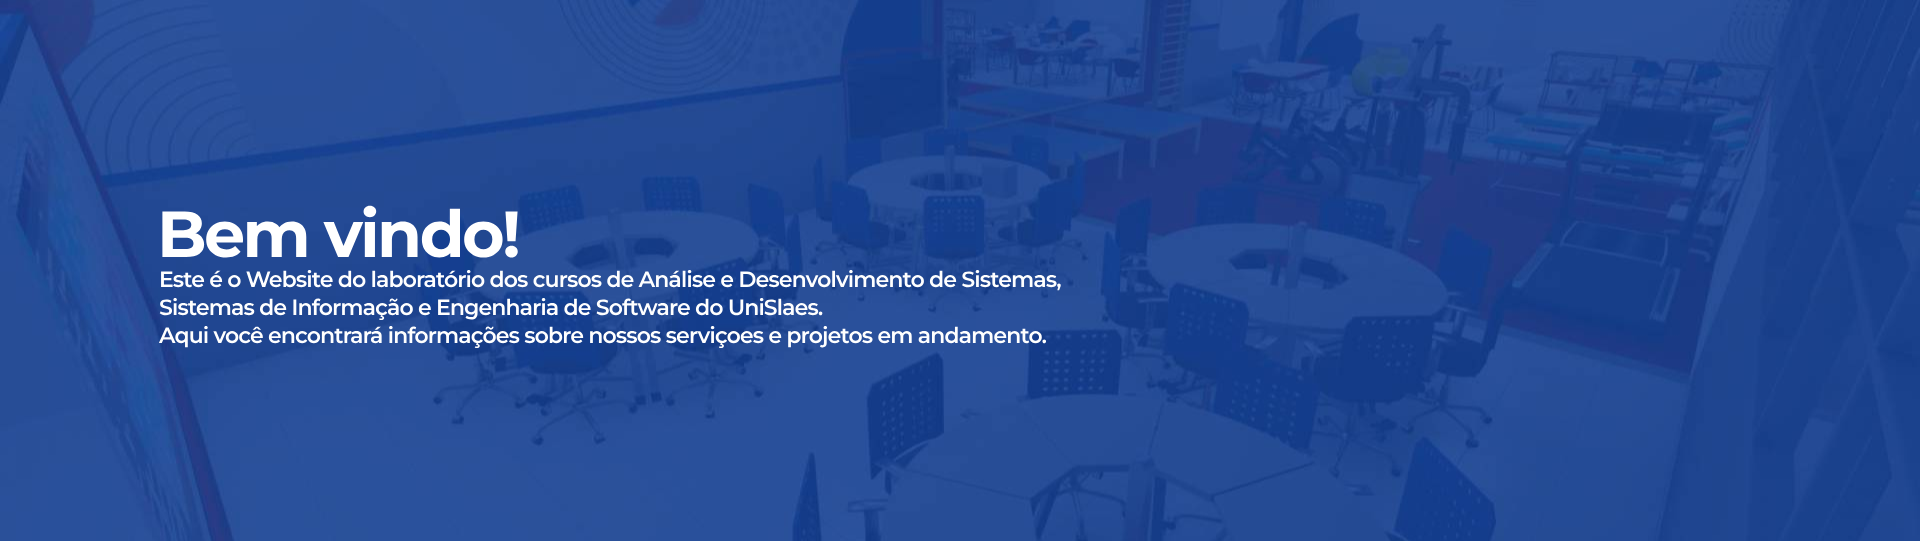 Bem vindo!
Este é o Website do laboratório dos cursos de Análise e Desenvolvimento de Sistemas,
Sistemas de Informação e Engenharia de Software do UniSlaes.
Aqui você encontrará informações sobre nossos serviçoes e projetos em andamento.